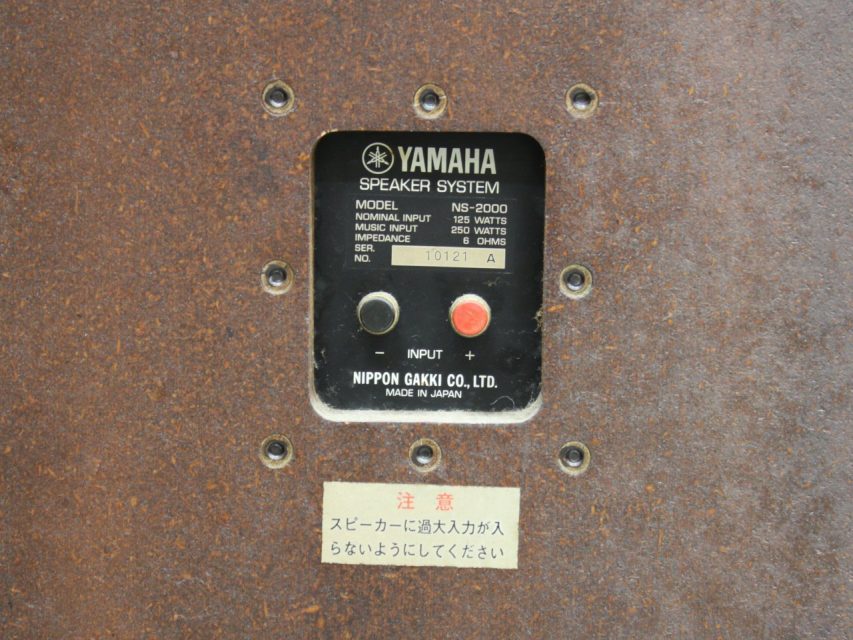 YAMAHA
SPEAKER SYSTEM
MODEL NS-2000
NOMINAL INPUT 125 WATTS
MUSIC INPUT 250 WATTS
IMPEDANCE 6 OHMS
SER.
NO. 10121 A
− INPUT +
NIPPON GAKKI CO., LTD.
MADE IN JAPAN
注 意
スピーカーに過大入力が入
らないようにしてください